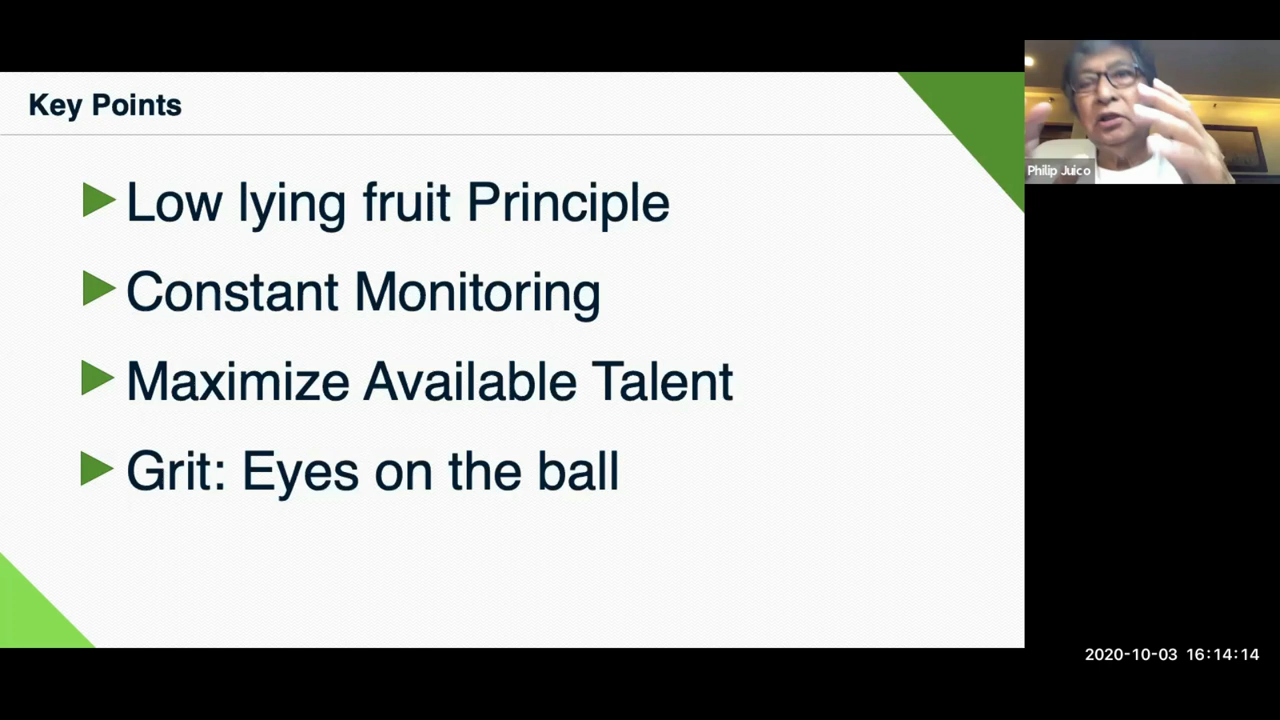 Key Points
Low lying fruit Principle
Constant Monitoring
Maximize Available Talent
Grit: Eyes on the ball
Philip Juico
2020-10-03 16:14:14